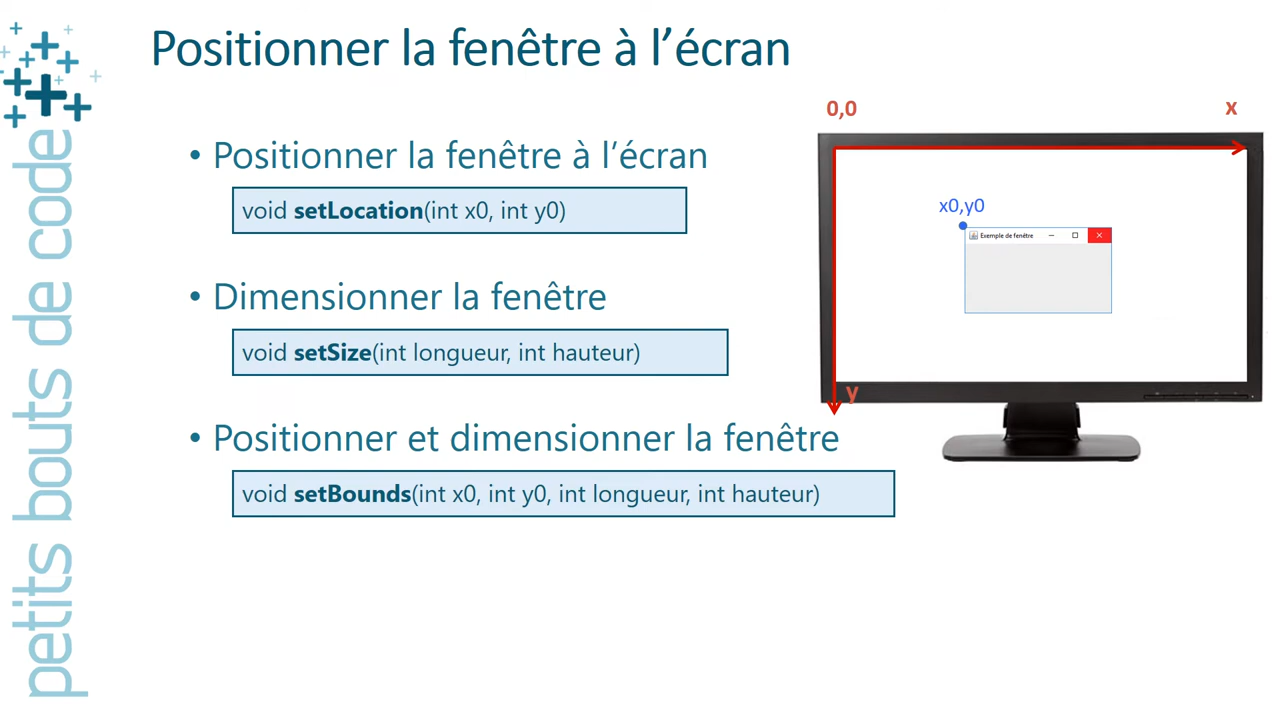 Positionner la fenêtre à l’écran
• Positionner la fenêtre à l’écran
void setLocation(int x0, int y0)
• Dimensionner la fenêtre
void setSize(int longueur, int hauteur)
• Positionner et dimensionner la fenêtre
void setBounds(int x0, int y0, int longueur, int hauteur)
0,0
x
x0,y0
Exemple de fenêtre
y
petits bouts de code